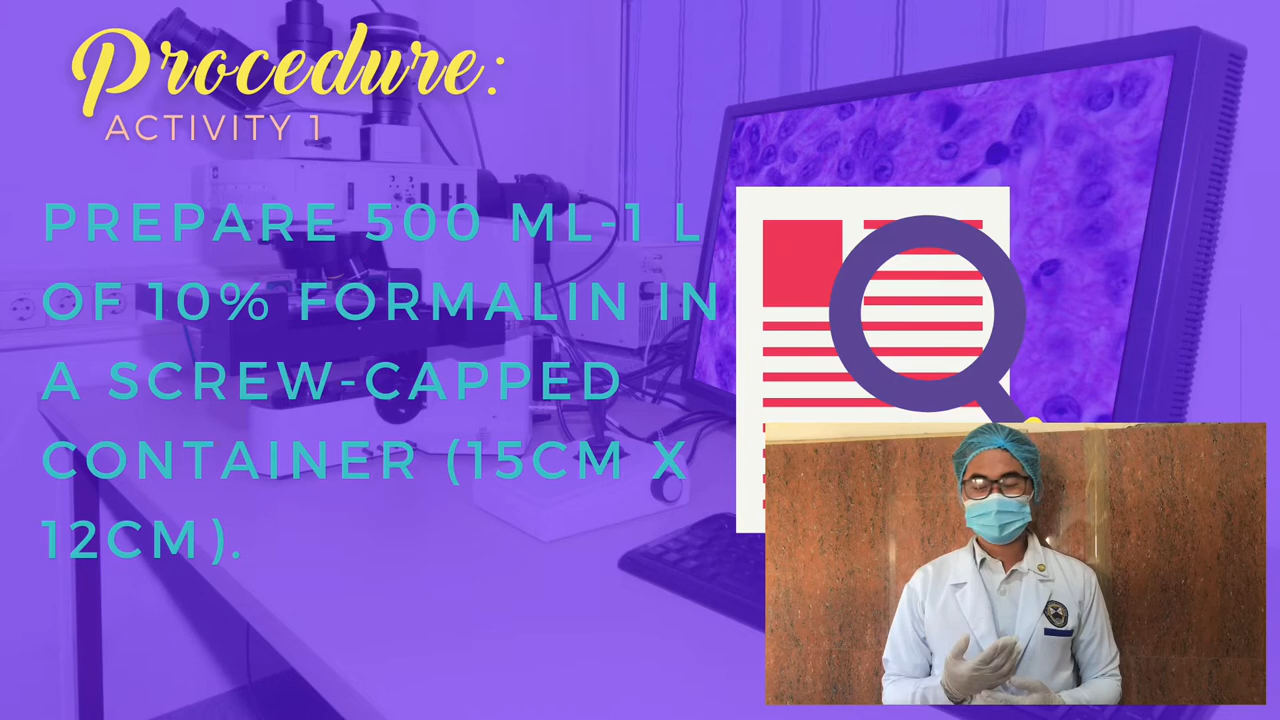 Procedure:
ACTIVITY 1
PREPARE 500 ML-1 L
OF 10% FORMALIN IN
A SCREW-CAPPED
CONTAINER (15CM X
12CM).